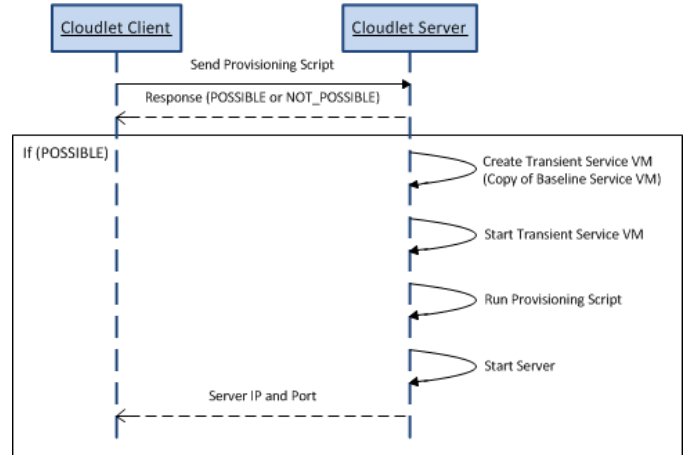 Cloudlet Client
Cloudlet Server
Send Provisioning Script
Response (POSSIBLE or NOT_POSSIBLE)
If (POSSIBLE)
Create Transient Service VM
(Copy of Baseline Service VM)
Start Transient Service VM
Run Provisioning Script
Start Server
Server IP and Port